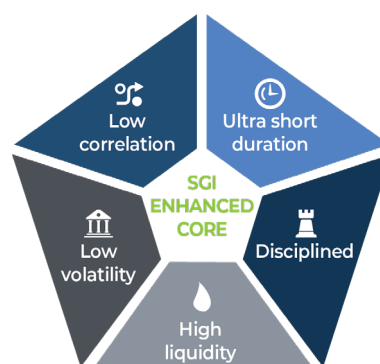 Low
correlation
Ultra short
duration
SGI
ENHANCED
CORE
Low
volatility
Disciplined
High
liquidity